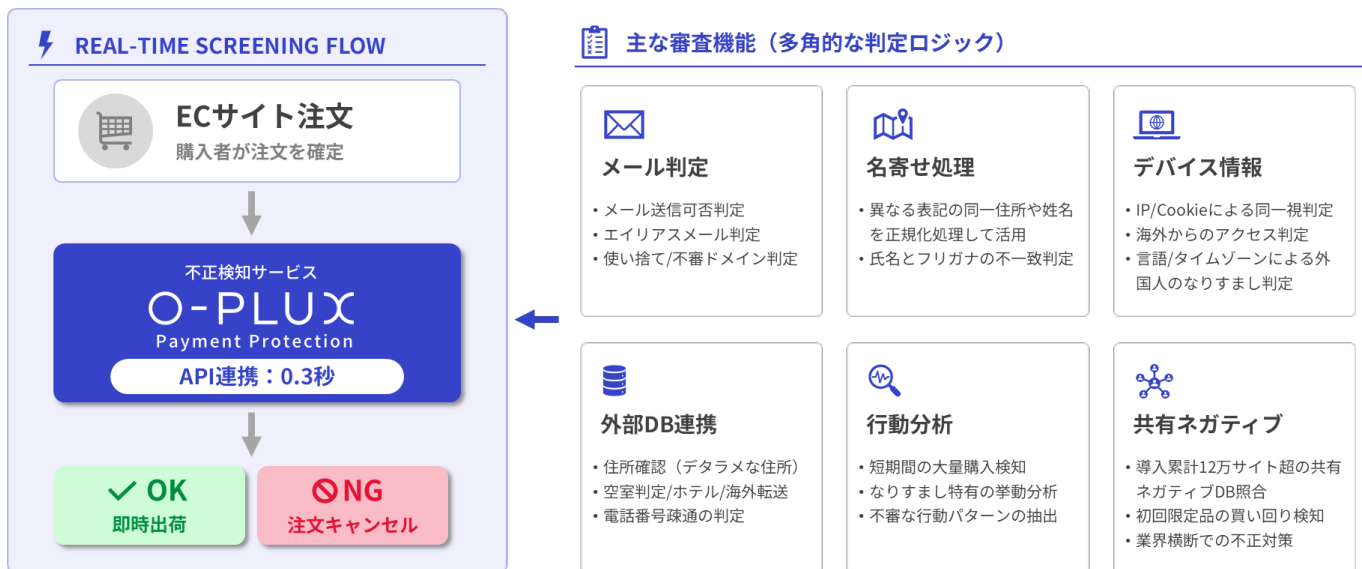 REAL-TIME SCREENING FLOW
ECサイト注文
購入者が注文を確定
不正検知サービス
O-PLUX
Payment Protection
API連携：0.3秒
OK
即時出荷
NG
注文キャンセル
主な審査機能（多角的な判定ロジック）
メール判定
・メール送信可否判定
・エイリアスメール判定
・使い捨て/不審ドメイン判定
名寄せ処理
・異なる表記の同一住所や姓名
を正規化処理して活用
・氏名とフリガナの不一致判定
デバイス情報
・IP/Cookieによる同一視判定
・海外からのアクセス判定
・言語/タイムゾーンによる外
国人のなりすまし判定
外部DB連携
・住所確認（デタラメな住所）
・空室判定/ホテル/海外転送
・電話番号疎通の判定
行動分析
・短期間の大量購入検知
・なりすまし特有の挙動分析
・不審な行動パターンの抽出
共有ネガティブ
・導入累計12万サイト超の共有
ネガティブDB照合
・初回限定品の買い回り検知
・業界横断での不正対策